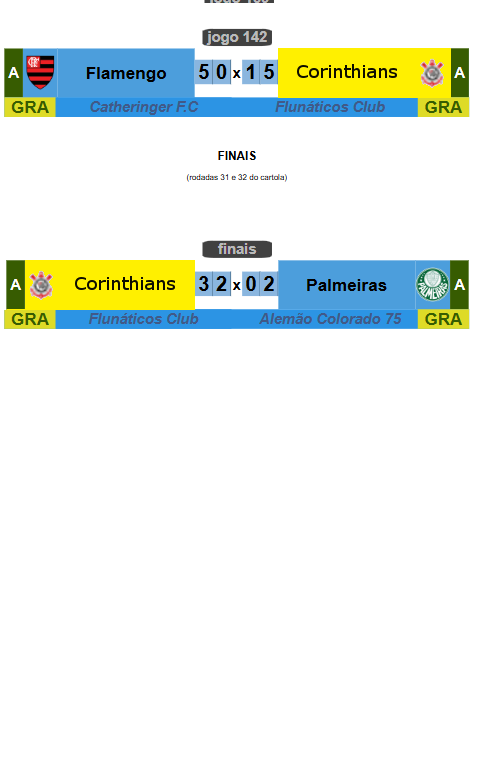 jogo 142
A Flamengo 5 0 x 1 5 Corinthians A
GRA Catheringer F.C Flunáticos Club GRA
FINAIS
(rodadas 31 e 32 do cartola)
finais
A Corinthians 3 2 x 0 2 Palmeiras A
GRA Flunáticos Club Alemão Colorado 75 GRA